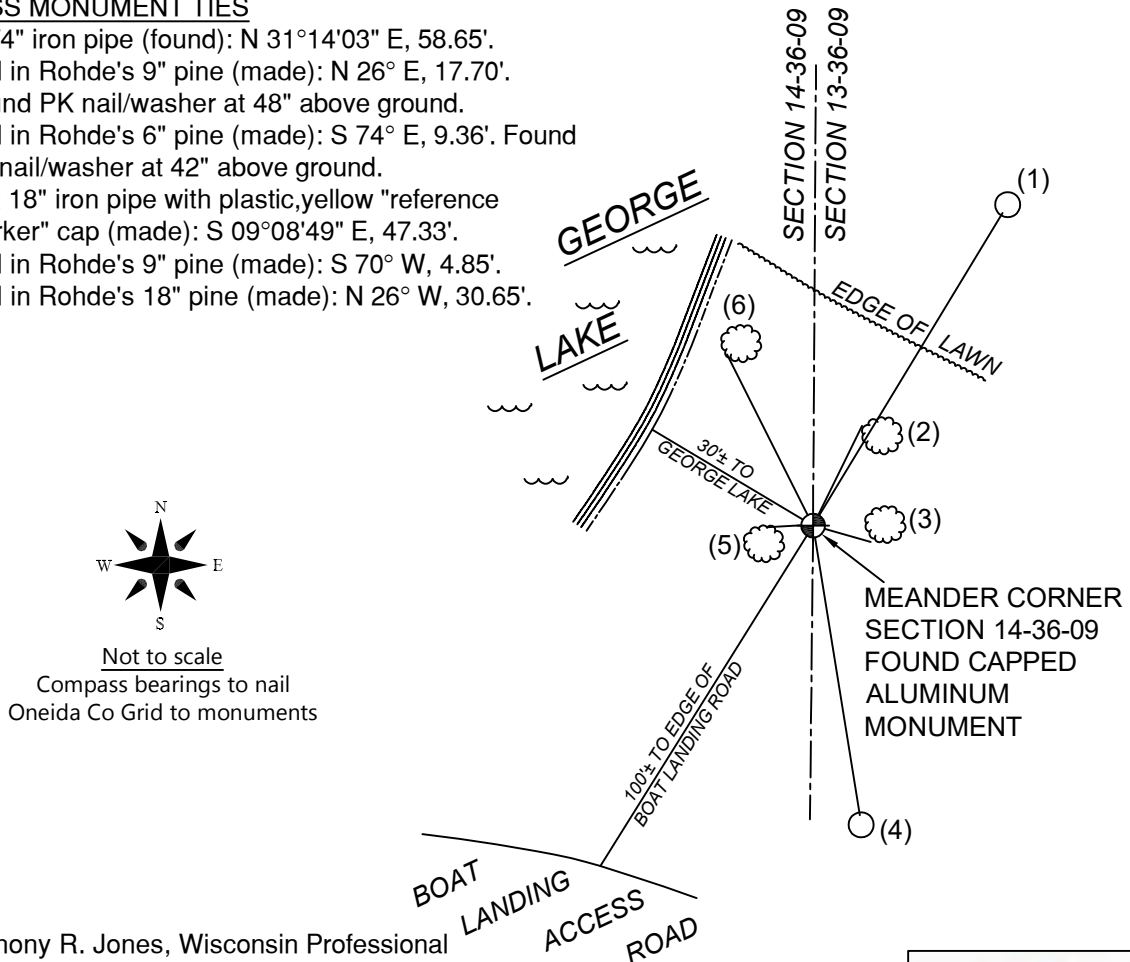 SS MONUMENT TIES
/4" iron pipe (found): N 31°14'03" E, 58.65'.
in Rohde's 9" pine (made): N 26° E, 17.70'.
und PK nail/washer at 48" above ground.
in Rohde's 6" pine (made): S 74° E, 9.36'. Found
nail/washer at 42" above ground.
18" iron pipe with plastic,yellow "reference
rker" cap (made): S 09°08'49" E, 47.33'.
in Rohde's 9" pine (made): S 70° W, 4.85'.
in Rohde's 18" pine (made): N 26° W, 30.65'.
SECTION 14-36-09
SECTION 13-36-09
(1)
GEORGE
LAKE
EDGE OF LAWN
(6)
(2)
30'± TO
GEORGE LAKE
(3)
(5)
MEANDER CORNER
SECTION 14-36-09
FOUND CAPPED
ALUMINUM
MONUMENT
N
W E
S
Not to scale
Compass bearings to nail
Oneida Co Grid to monuments
100'± TO EDGE OF
BOAT LANDING ROAD
(4)
BOAT
LANDING
ACCESS
ROAD
hony R. Jones, Wisconsin Professional